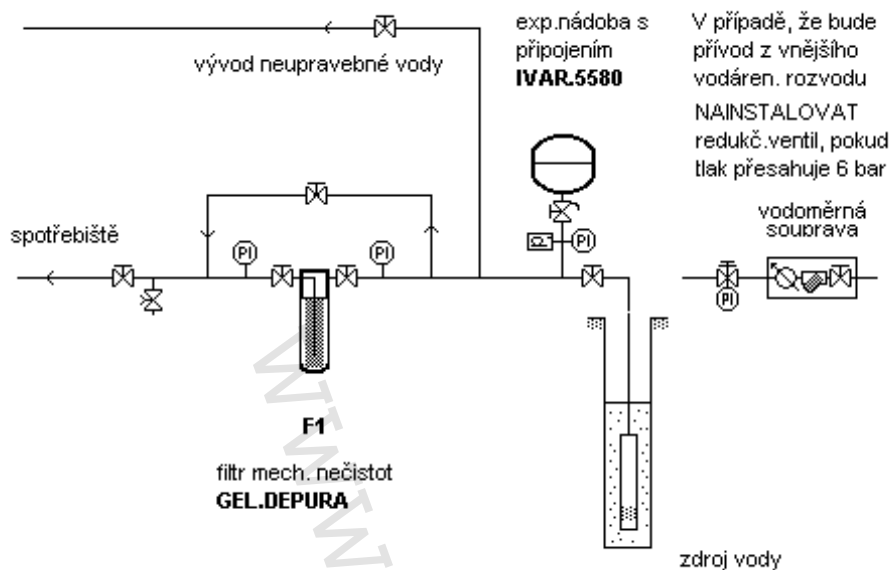 vývod neupravebné vody
exp.nádoba s
připojením
IVAR.5580
V případě, že bude
přívod z vnějšího
vodáren. rozvodu
NAINSTALOVAT
redukč.ventil, pokud
tlak přesahuje 6 bar
vodoměrná
souprava
spotřebiště
PI
PI
PI
PI
F1
filtr mech. nečistot
GEL.DEPURA
zdroj vody
www